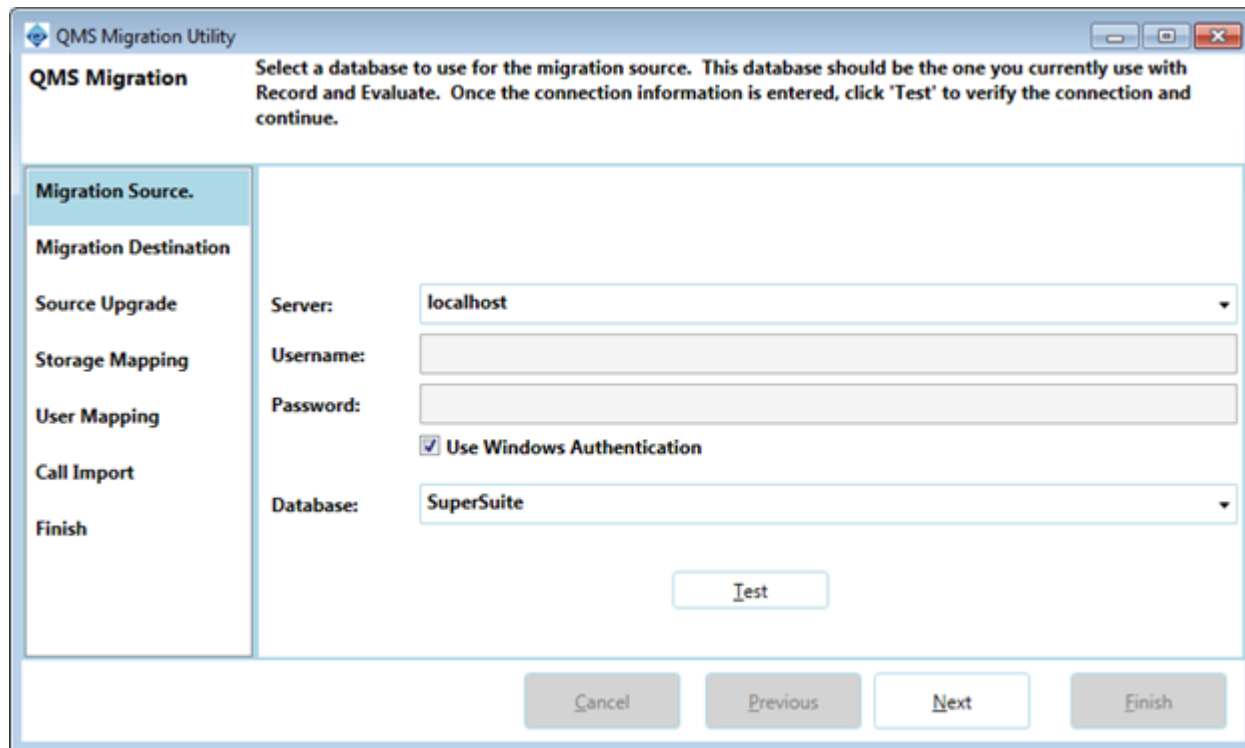 QMS Migration Utility
QMS Migration
Select a database to use for the migration source. This database should be the one you currently use with
Record and Evaluate. Once the connection information is entered, click 'Test' to verify the connection and
continue.
Migration Source.
Migration Destination
Source Upgrade
Storage Mapping
User Mapping
Call Import
Finish
Server:
localhost
Username:
Password:
Use Windows Authentication
Database:
SuperSuite
Test
Cancel
Previous
Next
Finish